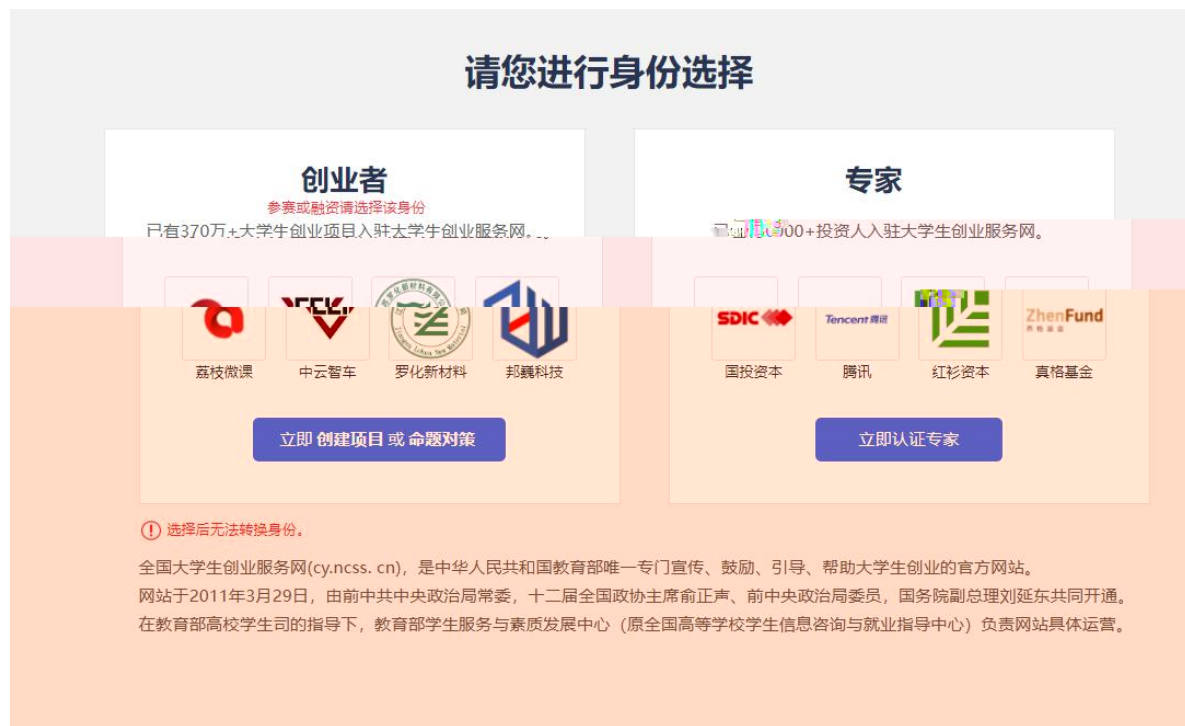 请您进行身份选择
创业者
参赛或融资请选择该身份
已有370万+大学生创业项目入驻大学生创业服务网。
荔枝微课
中云智车
罗化新材料
邦巍科技
立即 创建项目 或 命题对策
专家
000+投资人入驻大学生创业服务网。
SDIC
Tencent 腾讯
ZhenFund
真格基金
国投资本
腾讯
红杉资本
真格基金
立即认证专家
选择后无法转换身份。
全国大学生创业服务网(cy.ncss. cn)，是中华人民共和国教育部唯一专门宣传、鼓励、引导、帮助大学生创业的官方网站。
网站于2011年3月29日，由前中共中央政治局常委，十二届全国政协主席俞正声、前中央政治局委员，国务院副总理刘延东共同开通。
在教育部高校学生司的指导下，教育部学生服务与素质发展中心（原全国高等学校学生信息咨询与就业指导中心）负责网站具体运营。